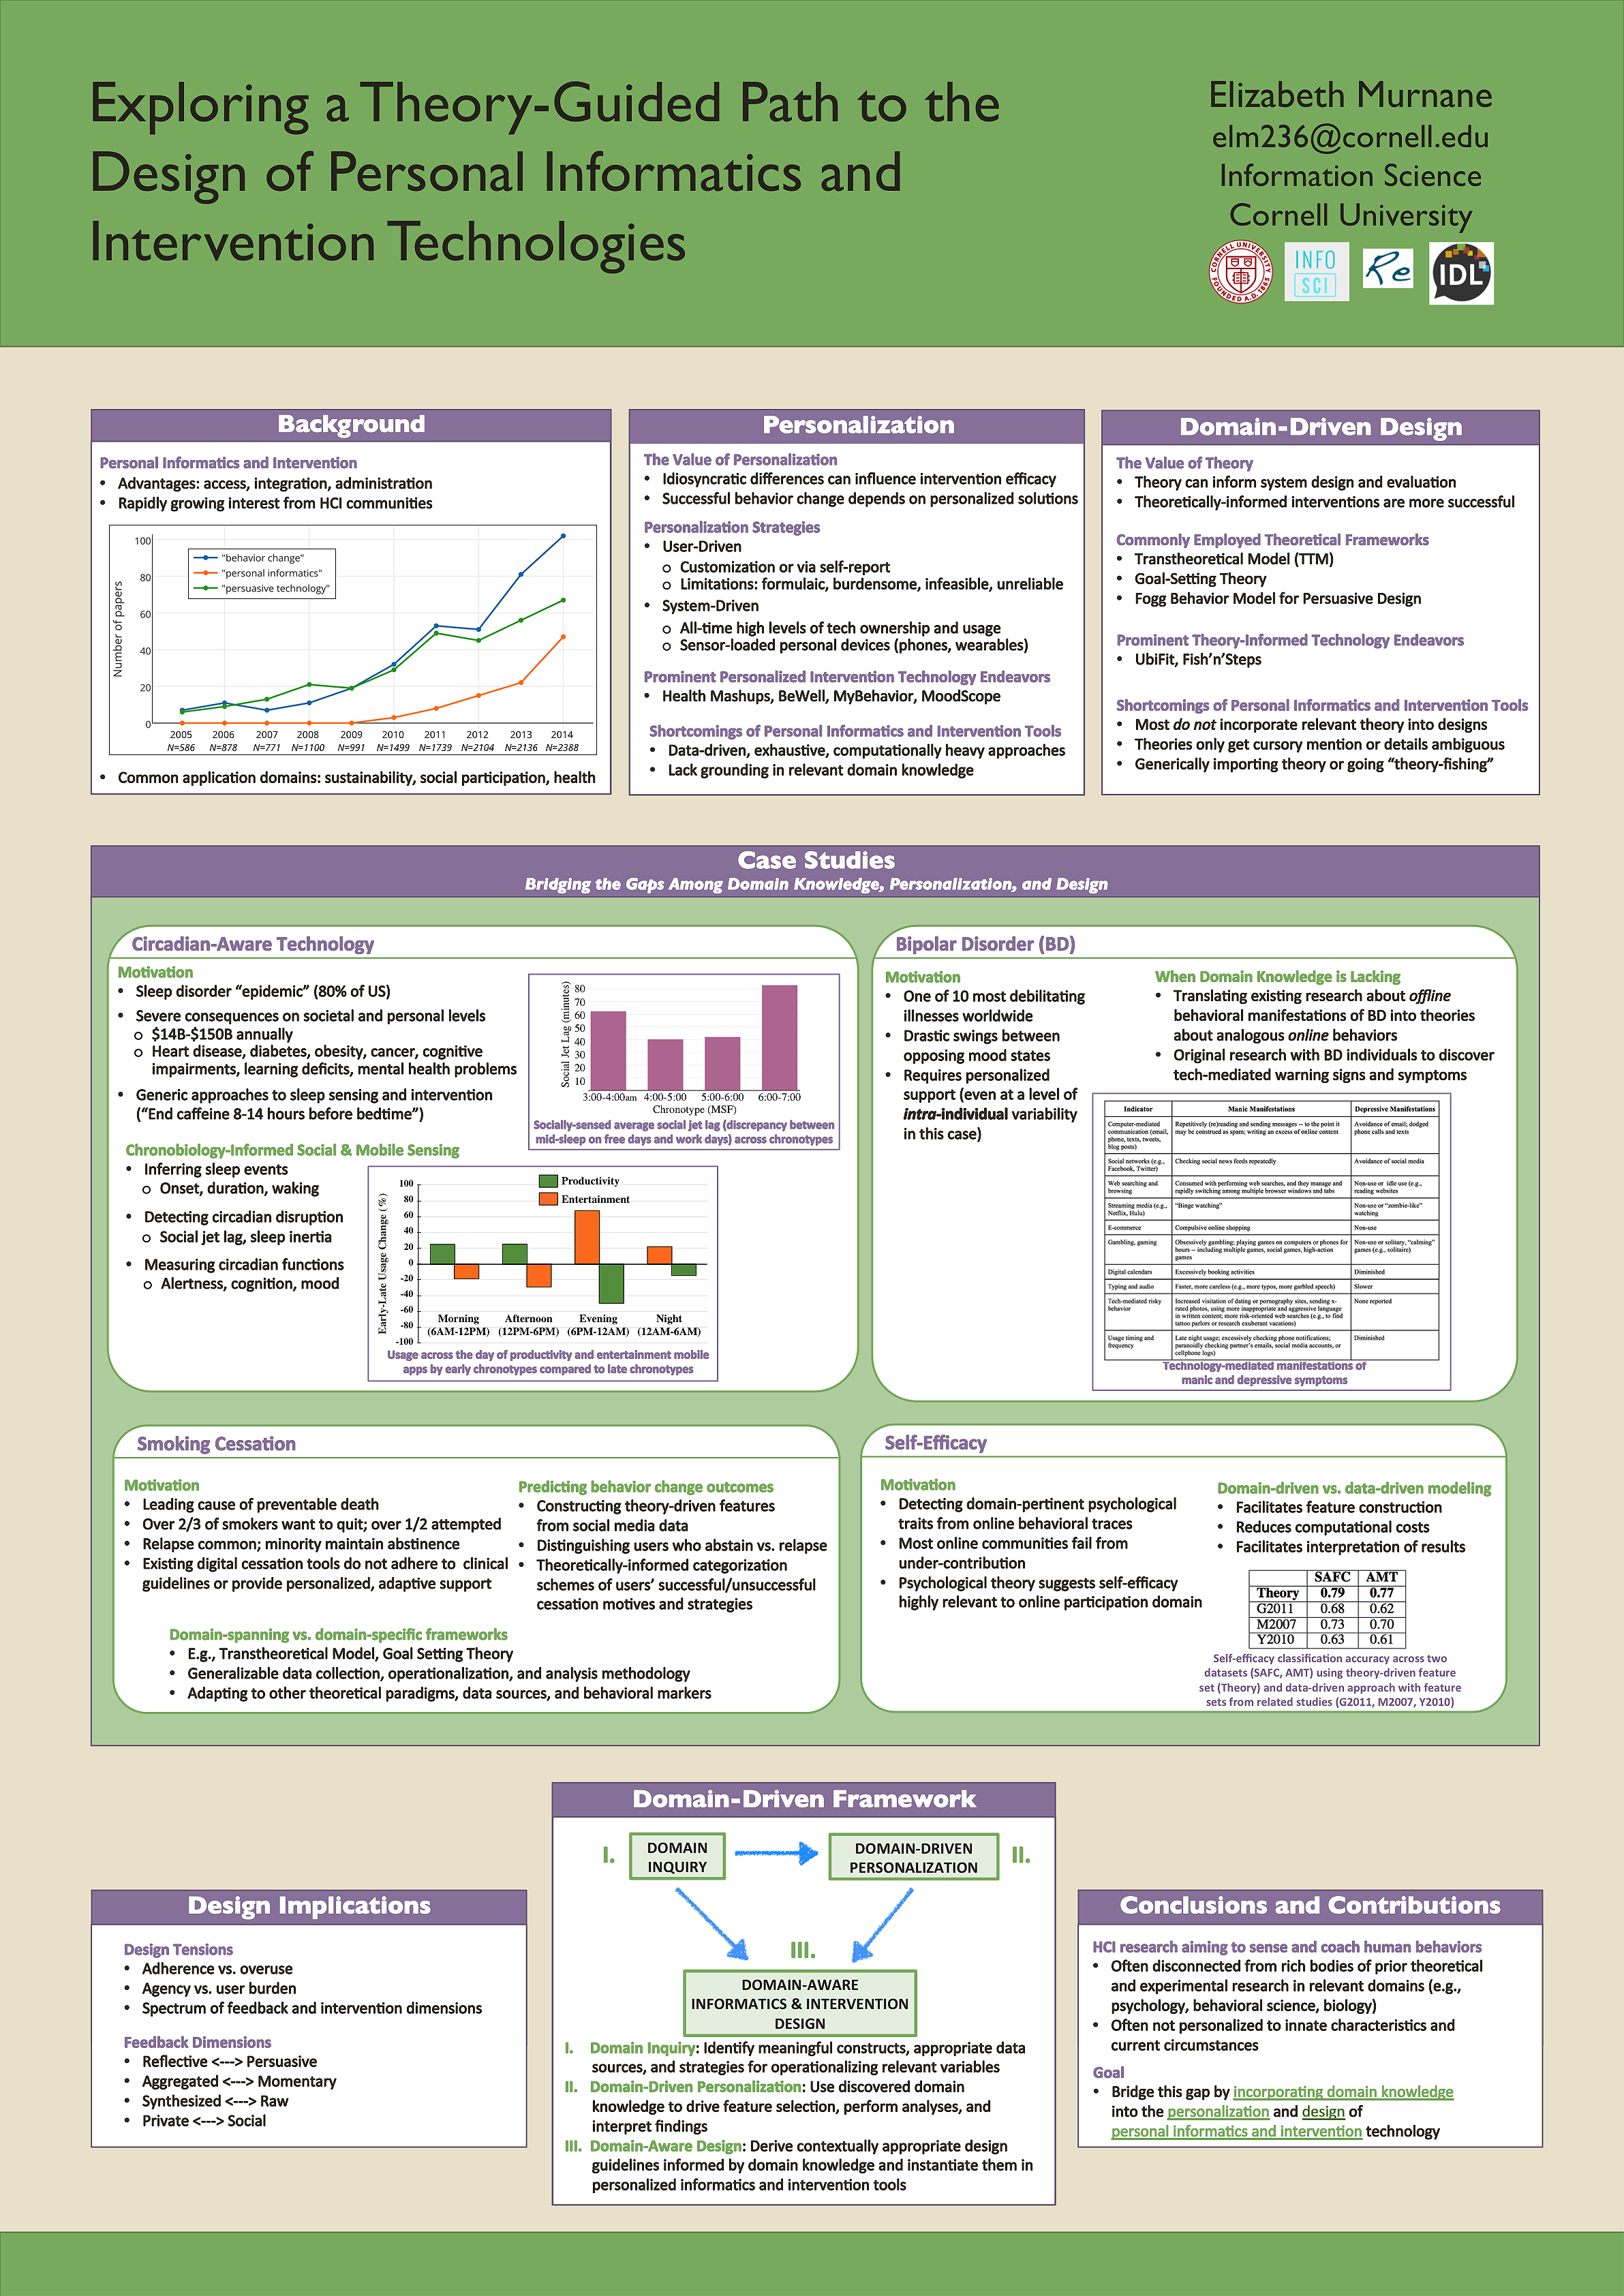 Exploring a Theory-Guided Path to the
Design of Personal Informatics and
Intervention Technologies
Elizabeth Murnane
elm236@cornell.edu
Information Science
Cornell University
CORNELL UNIVERSITY
FOUNDED A.D. 1865
INFO
SCI
Re
IDL
Background
Personal Informatics and Intervention
• Advantages: access, integration, administration
• Rapidly growing interest from HCI communities
Number of papers
100
80
60
40
20
0
"behavior change"
"personal informatics"
"persuasive technology"
2005 2006 2007 2008 2009 2010 2011 2012 2013 2014
N=586 N=878 N=771 N=1100 N=991 N=1499 N=1739 N=2104 N=2136 N=2388
• Common application domains: sustainability, social participation, health
Personalization
The Value of Personalization
• Idiosyncratic differences can influence intervention efficacy
• Successful behavior change depends on personalized solutions
Personalization Strategies
• User-Driven
o Customization or via self-report
o Limitations: formulaic, burdensome, infeasible, unreliable
• System-Driven
o All-time high levels of tech ownership and usage
o Sensor-loaded personal devices (phones, wearables)
Prominent Personalized Intervention Technology Endeavors
• Health Mashups, BeWell, MyBehavior, MoodScope
Shortcomings of Personal Informatics and Intervention Tools
• Data-driven, exhaustive, computationally heavy approaches
• Lack grounding in relevant domain knowledge
Domain-Driven Design
The Value of Theory
• Theory can inform system design and evaluation
• Theoretically-informed interventions are more successful
Commonly Employed Theoretical Frameworks
• Transtheoretical Model (TTM)
• Goal-Setting Theory
• Fogg Behavior Model for Persuasive Design
Prominent Theory-Informed Technology Endeavors
• UbiFit, Fish'n'Steps
Shortcomings of Personal Informatics and Intervention Tools
• Most do not incorporate relevant theory into designs
• Theories only get cursory mention or details ambiguous
• Generically importing theory or going “theory-fishing”
Case Studies
Bridging the Gaps Among Domain Knowledge, Personalization, and Design
Circadian-Aware Technology
Motivation
• Sleep disorder “epidemic” (80% of US)
• Severe consequences on societal and personal levels
o $14B-$150B annually
o Heart disease, diabetes, obesity, cancer, cognitive
impairments, learning deficits, mental health problems
• Generic approaches to sleep sensing and intervention
(“End caffeine 8-14 hours before bedtime”)
Social Jet Lag (minutes)
80
70
60
50
40
30
20
10
3:00-4:00am 4:00-5:00 5:00-6:00 6:00-7:00
Chronotype (MSF)
Socially-sensed average social jet lag (discrepancy between
mid-sleep on free days and work days) across chronotypes
Chronobiology-Informed Social & Mobile Sensing
• Inferring sleep events
o Onset, duration, waking
• Detecting circadian disruption
o Social jet lag, sleep inertia
• Measuring circadian functions
o Alertness, cognition, mood
Early-Late Usage Change (%)
100
80
60
40
20
0
-20
-40
-60
-80
-100
Productivity
Entertainment
Morning Afternoon Evening Night
(6AM-12PM) (12PM-6PM) (6PM-12AM) (12AM-6AM)
Usage across the day of productivity and entertainment mobile
apps by early chronotypes compared to late chronotypes
Bipolar Disorder (BD)
Motivation
• One of 10 most debilitating
illnesses worldwide
• Drastic swings between
opposing mood states
• Requires personalized
support (even at a level of
intra-individual variability
in this case)
When Domain Knowledge is Lacking
• Translating existing research about offline
behavioral manifestations of BD into theories
about analogous online behaviors
• Original research with BD individuals to discover
tech-mediated warning signs and symptoms
Indicator Manic Manifestations Depressive Manifestations
Computer-mediated communication (email, phone, texts, tweets, blog posts) Repetitively (re)reading and sending messages -- to the point it may be construed as spam; writing an excess of online content Avoidance of email; dodged phone calls and texts
Social networks (e.g., Facebook, Twitter) Checking social news feeds repeatedly Avoidance of social media
Web searching and browsing Consumed with performing web searches, and they manage and rapidly switching among multiple browser windows and tabs Non-use or idle use (e.g., reading websites
Streaming media (e.g., Netflix, Hulu) "Binge watching" Non-use or "zombie-like" watching
E-commerce Compulsive online shopping Non-use
Gambling, gaming Obsessively gambling; playing games on computers or phones for hours -- including multiple games, social games, high-action games Non-use or solitary, "calming" games (e.g., solitaire)
Digital calendars Excessively booking activities Diminished
Typing and audio Faster, more careless (e.g., more typos, more garbled speech) Slower
Tech-mediated risky behavior Increased visitation of dating or pornography sites, sending x-rated photos, using more inappropriate and aggressive language in written content; more risk-oriented web searches (e.g., to find tattoo parlors or research exuberant vacations) None reported
Usage timing and frequency Late night usage; excessively checking phone notifications; paranoidly checking partner's emails, social media accounts, or cellphone logs) Diminished
Technology-mediated manifestations of
manic and depressive symptoms
Smoking Cessation
Motivation
• Leading cause of preventable death
• Over 2/3 of smokers want to quit; over 1/2 attempted
• Relapse common; minority maintain abstinence
• Existing digital cessation tools do not adhere to clinical
guidelines or provide personalized, adaptive support
Predicting behavior change outcomes
• Constructing theory-driven features
from social media data
• Distinguishing users who abstain vs. relapse
• Theoretically-informed categorization
schemes of users' successful/unsuccessful
cessation motives and strategies
Domain-spanning vs. domain-specific frameworks
• E.g., Transtheoretical Model, Goal Setting Theory
• Generalizable data collection, operationalization, and analysis methodology
• Adapting to other theoretical paradigms, data sources, and behavioral markers
Self-Efficacy
Motivation
• Detecting domain-pertinent psychological
traits from online behavioral traces
• Most online communities fail from
under-contribution
• Psychological theory suggests self-efficacy
highly relevant to online participation domain
Domain-driven vs. data-driven modeling
• Facilitates feature construction
• Reduces computational costs
• Facilitates interpretation of results
SAFC AMT
Theory 0.79 0.77
G2011 0.68 0.62
M2007 0.73 0.70
Y2010 0.63 0.61
Self-efficacy classification accuracy across two
datasets (SAFC, AMT) using theory-driven feature
set (Theory) and data-driven approach with feature
sets from related studies (G2011, M2007, Y2010)
Design Implications
Design Tensions
• Adherence vs. overuse
• Agency vs. user burden
• Spectrum of feedback and intervention dimensions
Feedback Dimensions
• Reflective <---> Persuasive
• Aggregated <---> Momentary
• Synthesized <---> Raw
• Private <---> Social
Domain-Driven Framework
I. DOMAIN
INQUIRY
DOMAIN-DRIVEN
PERSONALIZATION II.
III.
DOMAIN-AWARE
INFORMATICS & INTERVENTION
DESIGN
I. Domain Inquiry: Identify meaningful constructs, appropriate data
sources, and strategies for operationalizing relevant variables
II. Domain-Driven Personalization: Use discovered domain
knowledge to drive feature selection, perform analyses, and
interpret findings
III. Domain-Aware Design: Derive contextually appropriate design
guidelines informed by domain knowledge and instantiate them in
personalized informatics and intervention tools
Conclusions and Contributions
HCI research aiming to sense and coach human behaviors
• Often disconnected from rich bodies of prior theoretical
and experimental research in relevant domains (e.g.,
psychology, behavioral science, biology)
• Often not personalized to innate characteristics and
current circumstances
Goal
• Bridge this gap by incorporating domain knowledge
into the personalization and design of
personal informatics and intervention technology